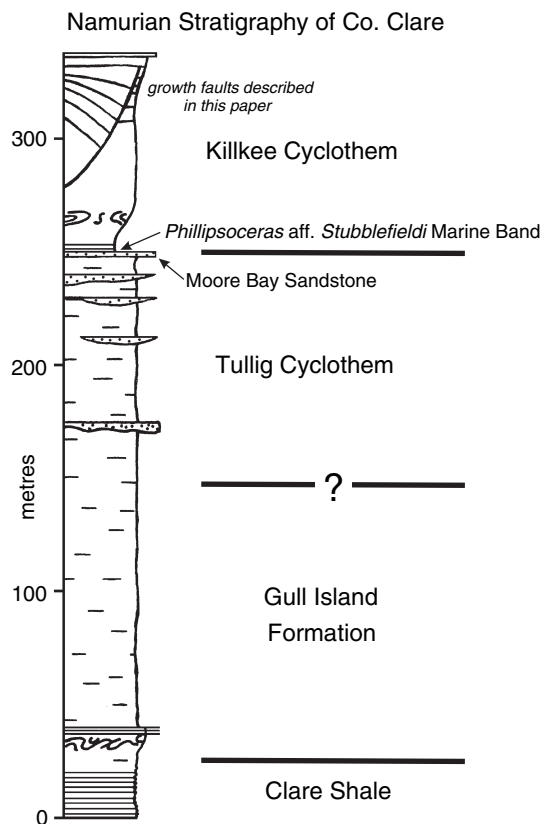 Namurian Stratigraphy of Co. Clare
growth faults described
in this paper
300
Killkee Cyclothem
Phillipsoceras aff. Stubblefieldi Marine Band
Moore Bay Sandstone
200
Tullig Cyclothem
metres
?
100
Gull Island
Formation
Clare Shale
0